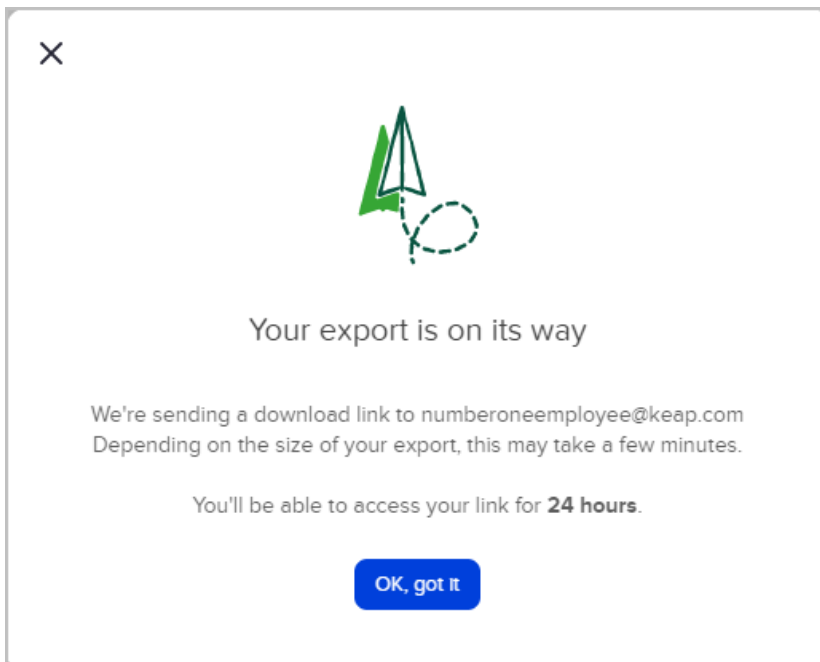 Your export is on its way
We're sending a download link to numberoneemployee@keap.com
Depending on the size of your export, this may take a few minutes.
You'll be able to access your link for 24 hours.
OK, got it